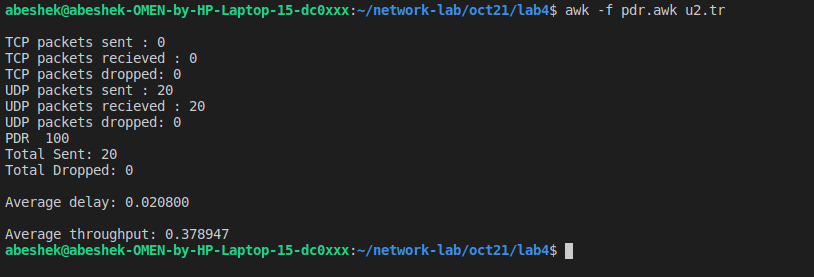 abeshek@abeshek-OMEN-by-HP-Laptop-15-dc0xxx:~/network-lab/oct21/lab4$ awk -f pdr.awk u2.tr
TCP packets sent : 0
TCP packets recieved : 0
TCP packets dropped: 0
UDP packets sent : 20
UDP packets recieved : 20
UDP packets dropped: 0
PDR  100
Total Sent: 20
Total Dropped: 0
Average delay: 0.020800
Average throughput: 0.378947
abeshek@abeshek-OMEN-by-HP-Laptop-15-dc0xxx:~/network-lab/oct21/lab4$